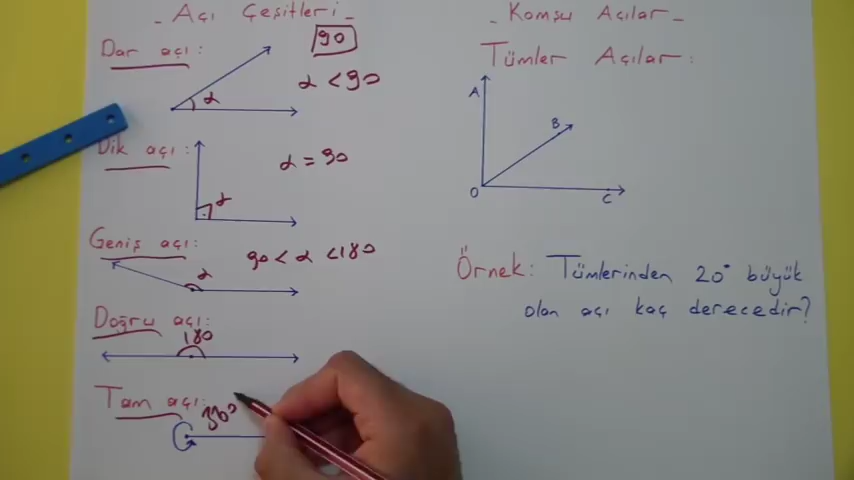 - Açı Çeşitleri -
Dar açı:
90
α < 90
α
Dik açı:
α = 90
α
Geniş açı:
90 < α < 180
α
Doğru açı:
180
Tam açı:
360
- Komşu Açılar -
Tümler Açılar:
A
B
O
C
Örnek: Tümlerinden 20° büyük
olan açı kaç derecedir?